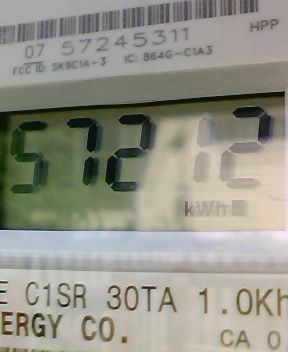 07 57245311
HPP
FCC ID: SK9C1A-3 IC: 864G-C1A3
57212
kWh
E C1SR 30TA 1.0Kh
ERGY CO.
CA 0.